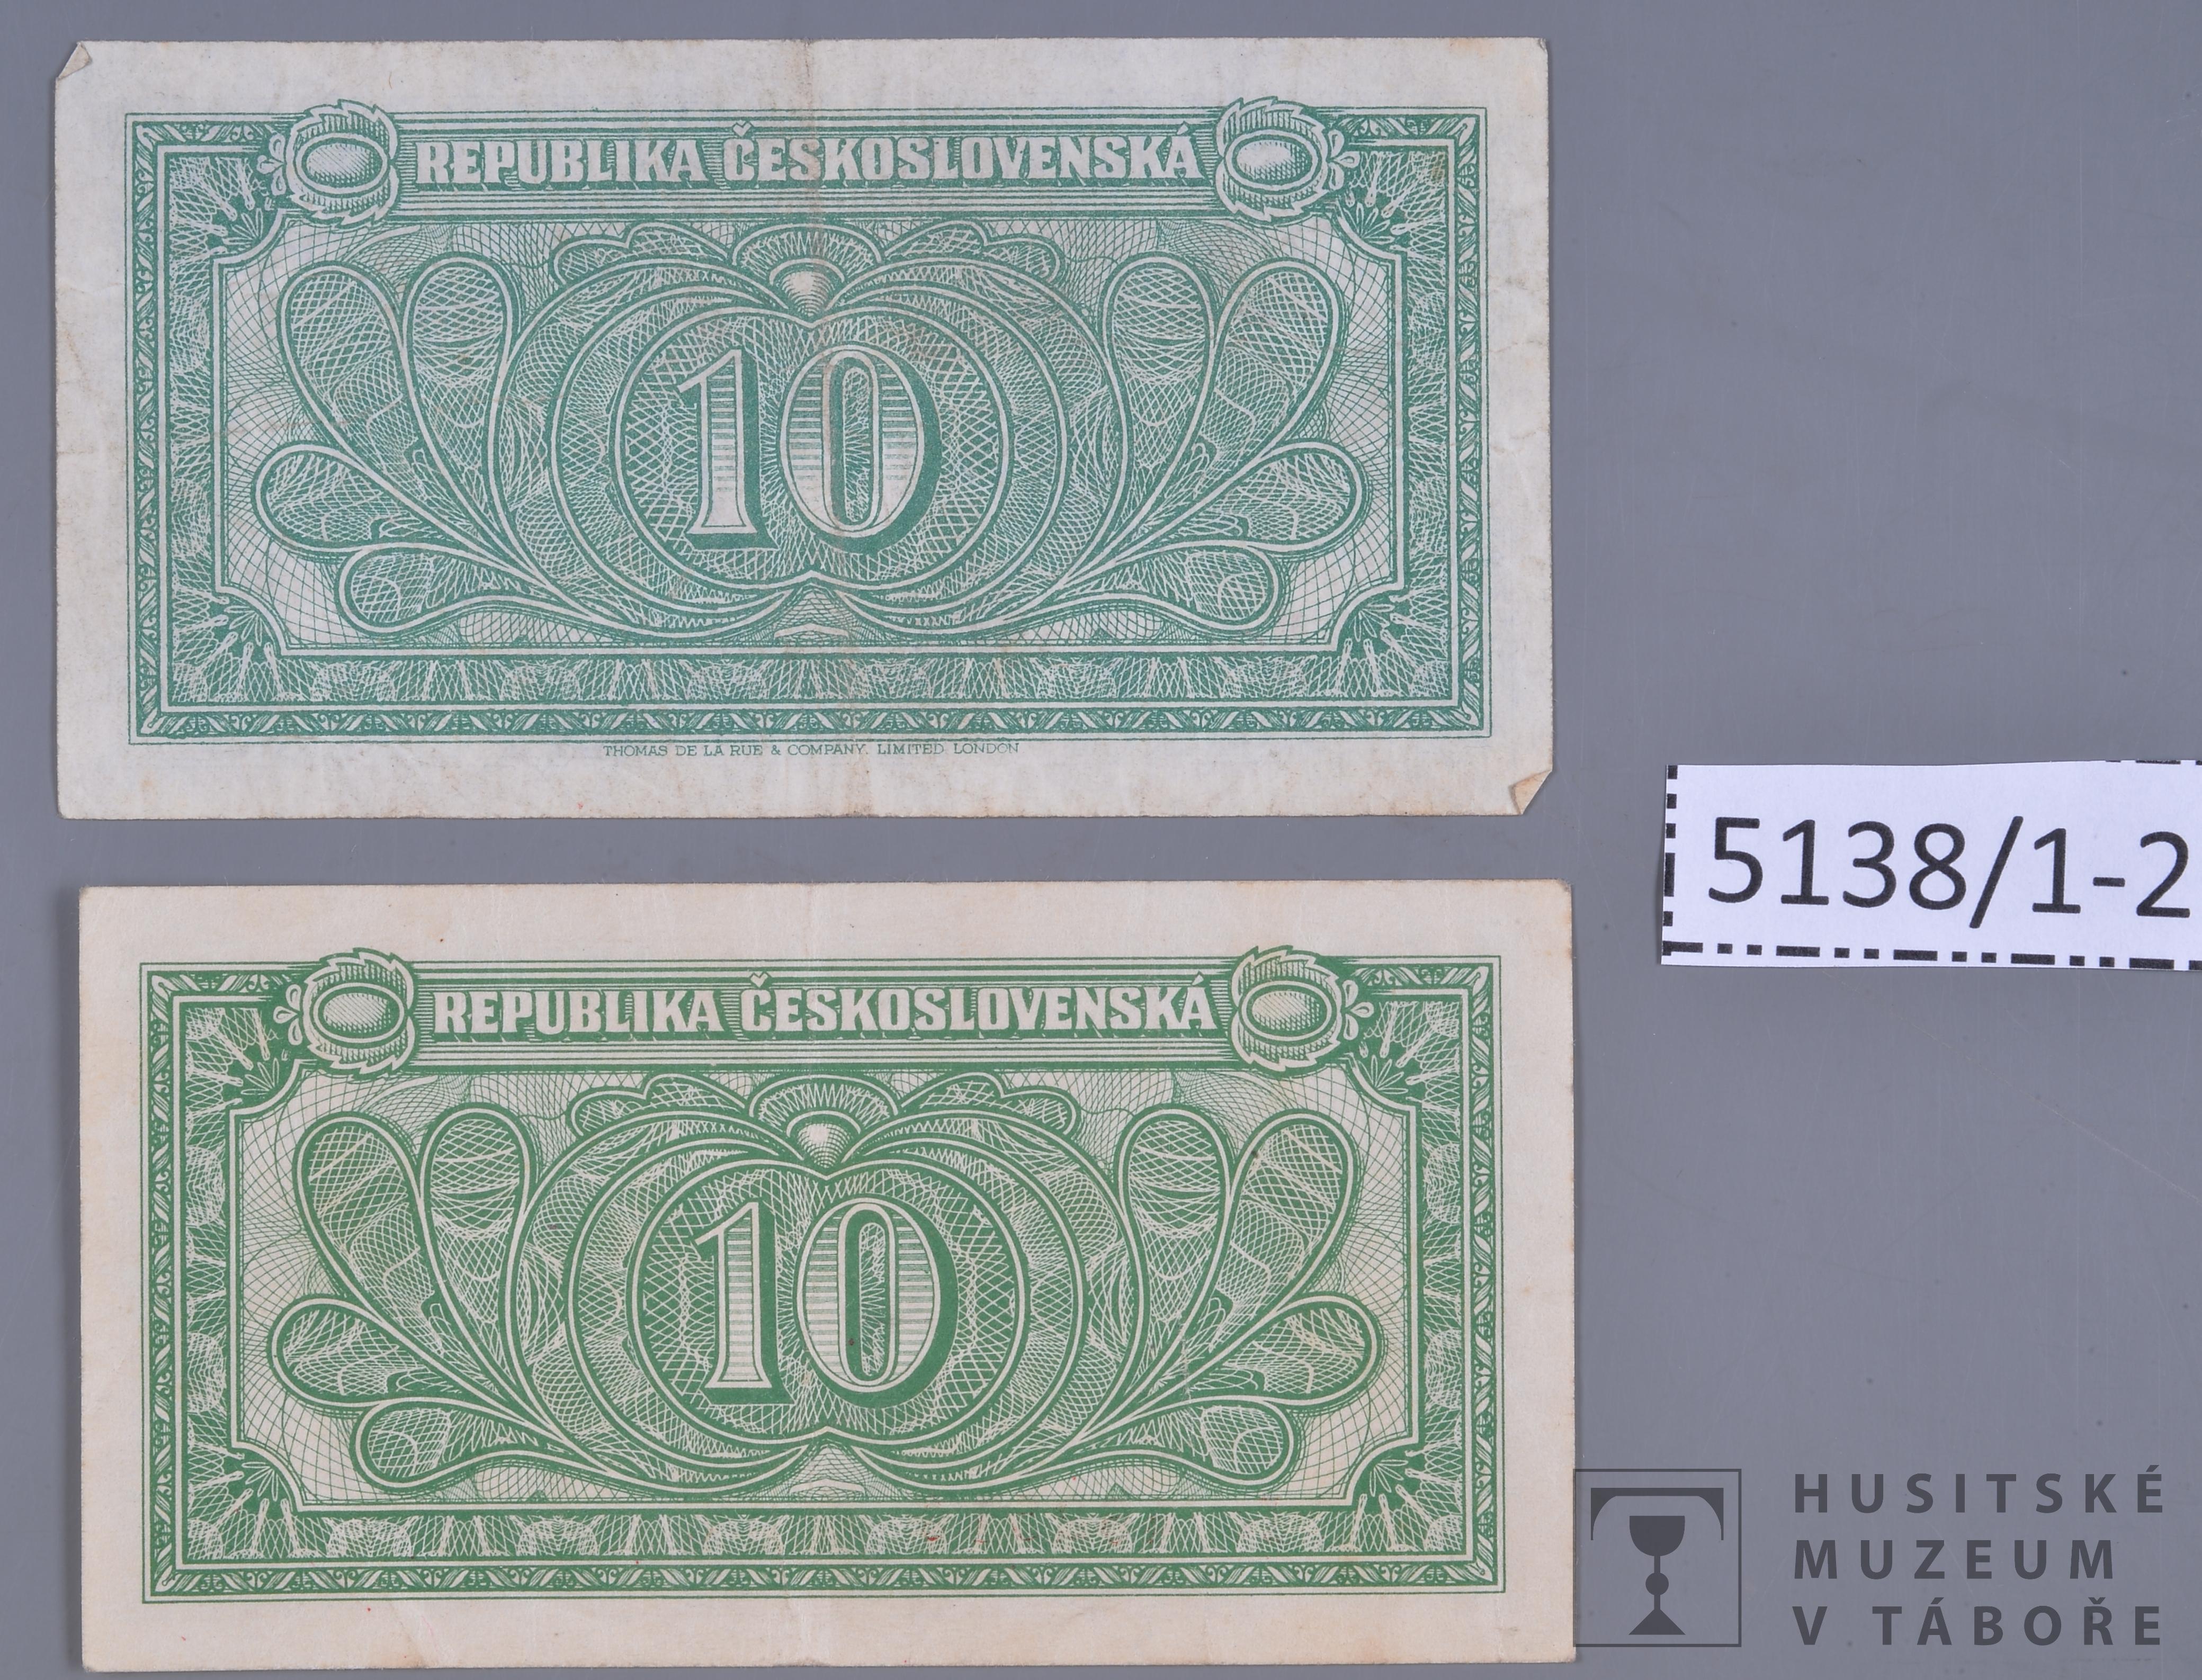 REPUBLIKA ČESKOSLOVENSKÁ
10
THOMAS DE LA RUE & COMPANY, LIMITED, LONDON
5138/1-2
REPUBLIKA ČESKOSLOVENSKÁ
10
HUSITSKÉ
MUZEUM
V TÁBOŘE